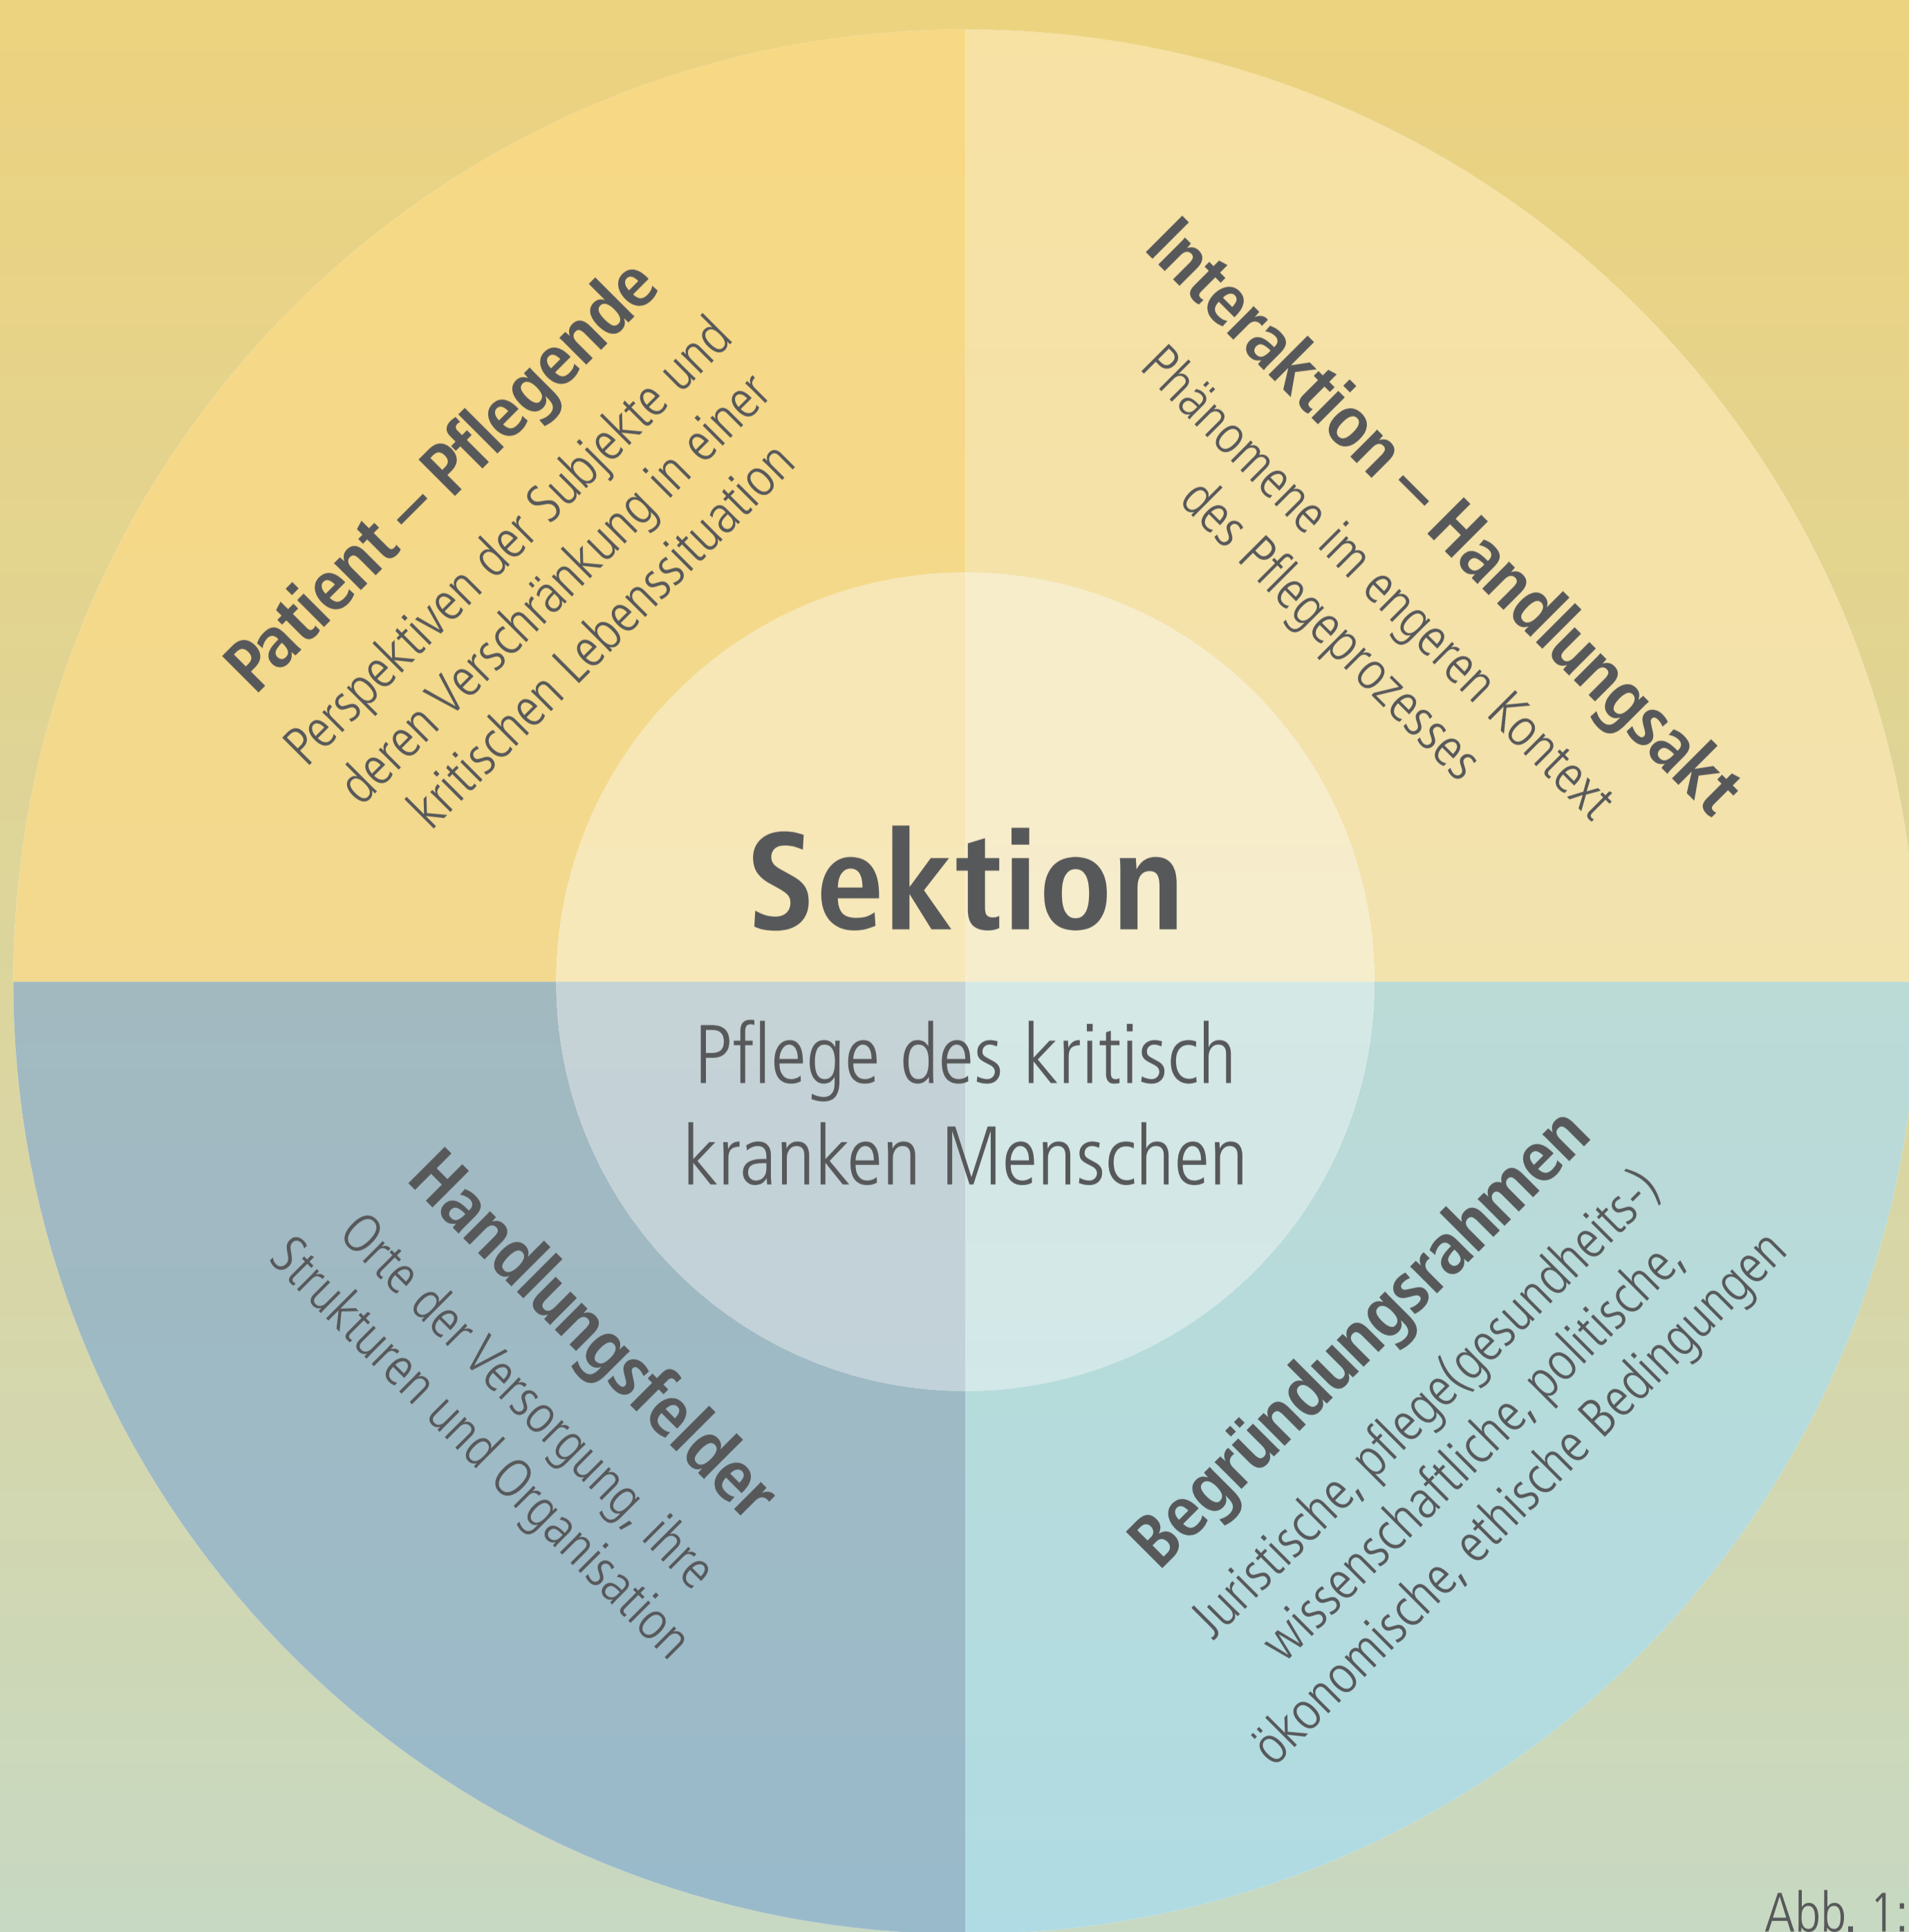 Patient – Pflegende
Perspektiven der Subjekte und
deren Verschränkung in einer
kritischen Lebenssituation
Interaktion – Handlungsakt
Phänomene im engeren Kontext
des Pflegeprozesses
Sektion
Pflege des kritisch
kranken Menschen
Handlungsfelder
Orte der Versorgung, ihre
Strukturen und Organisation
Begründungsrahmen
Juristische, pflege(gesundheits-)
wissenschaftliche, politische,
ökonomische, ethische Bedingungen
Abb. 1: